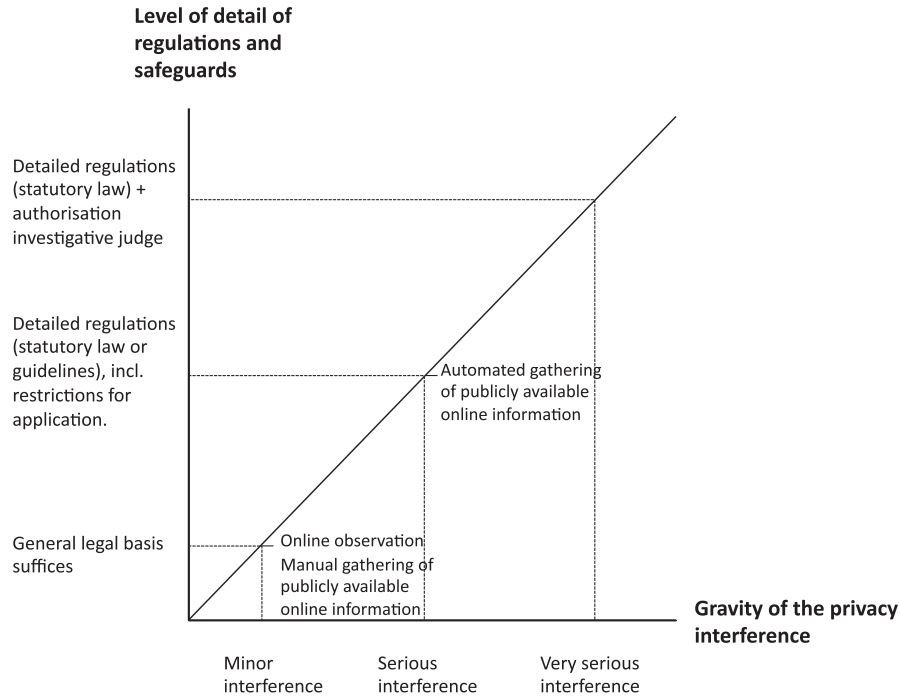 Level of detail of
regulations and
safeguards
Detailed regulations
(statutory law) +
authorisation
investigative judge
Detailed regulations
(statutory law or
guidelines), incl.
restrictions for
application.
Automated gathering
of publicly available
online information
General legal basis
suffices
Online observation
Manual gathering of
publicly available
online information
Gravity of the privacy
interference
Minor
interference
Serious
interference
Very serious
interference